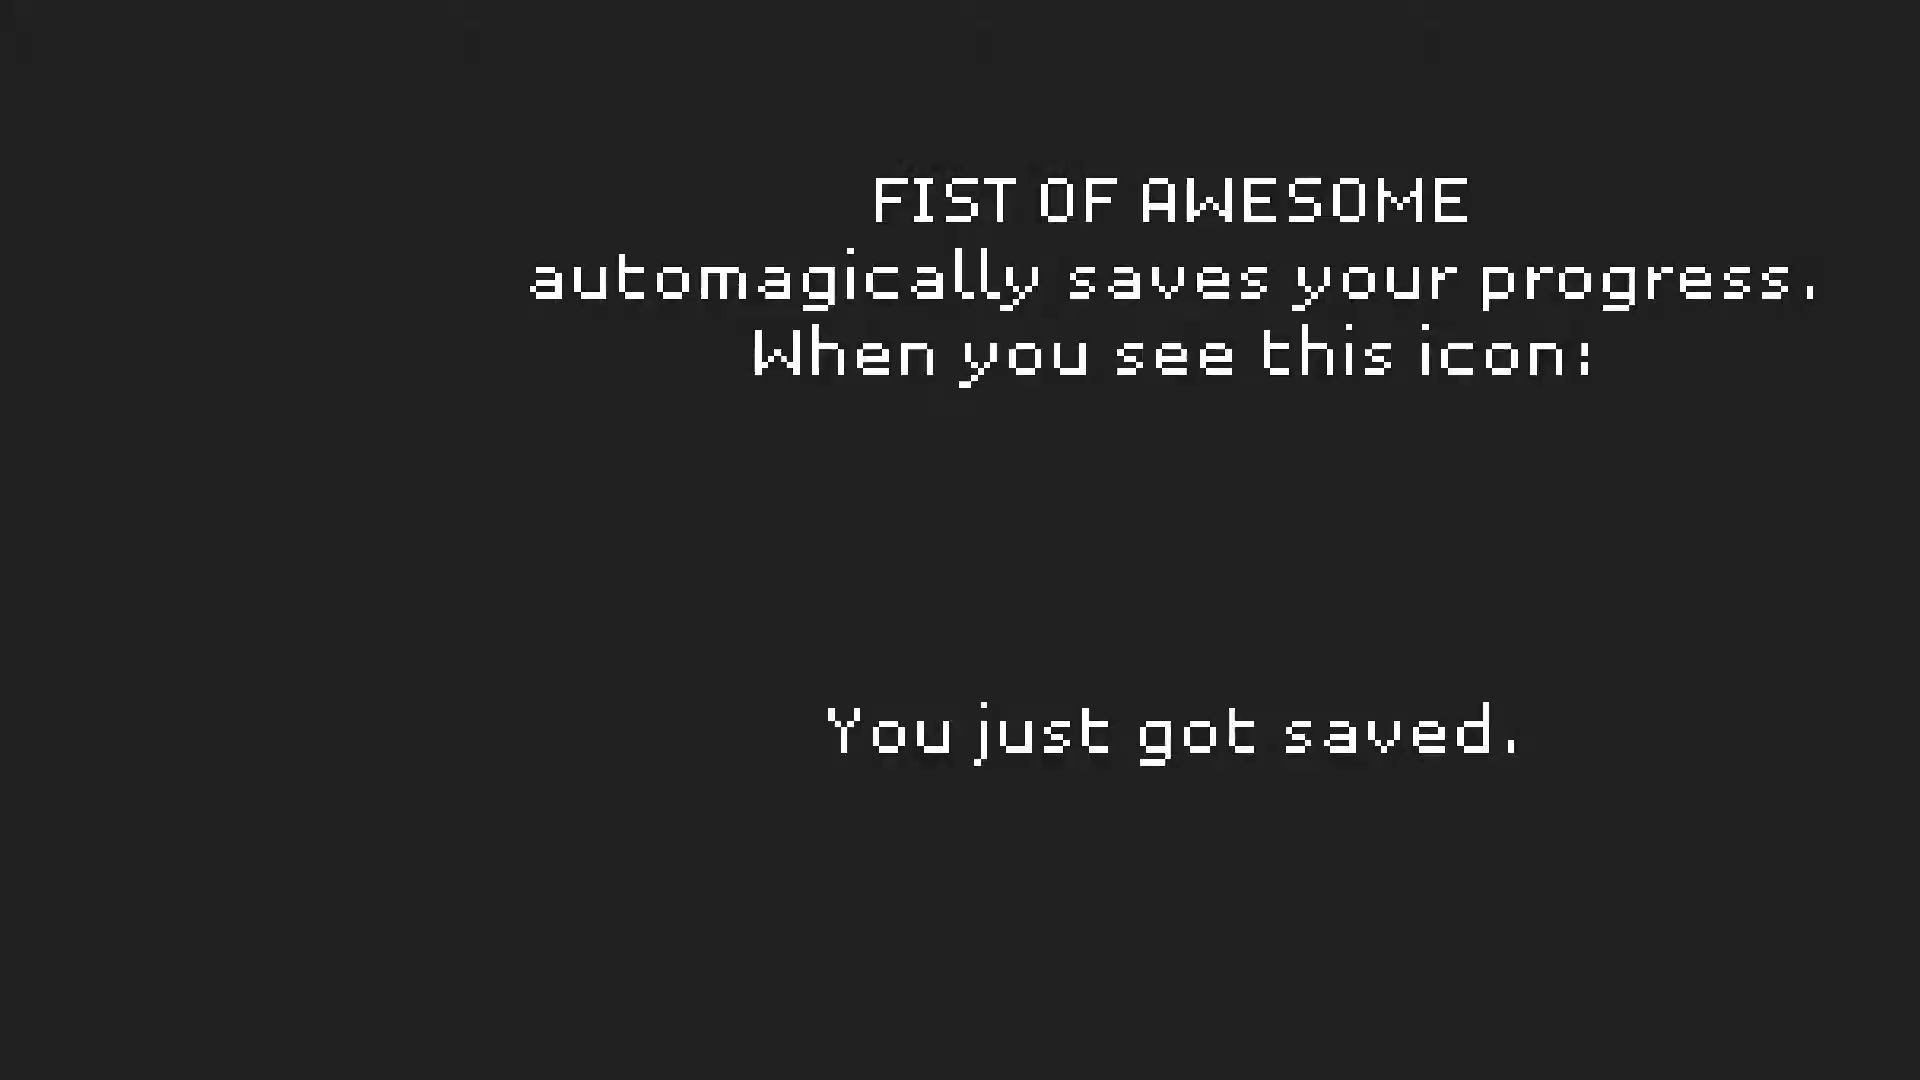 FIST OF AWESOME
automagically saves your progress.
When you see this icon:
You just got saved.